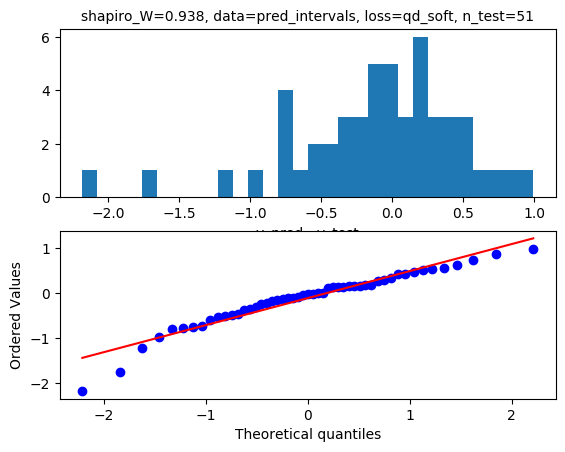 shapiro_W=0.938, data=pred_intervals, loss=qd_soft, n_test=51
6
4
2
0
−2.0 −1.5 −1.0 −0.5 0.0 0.5 1.0
1
0
−1
−2
Ordered Values
−2 −1 0 1 2
Theoretical quantiles